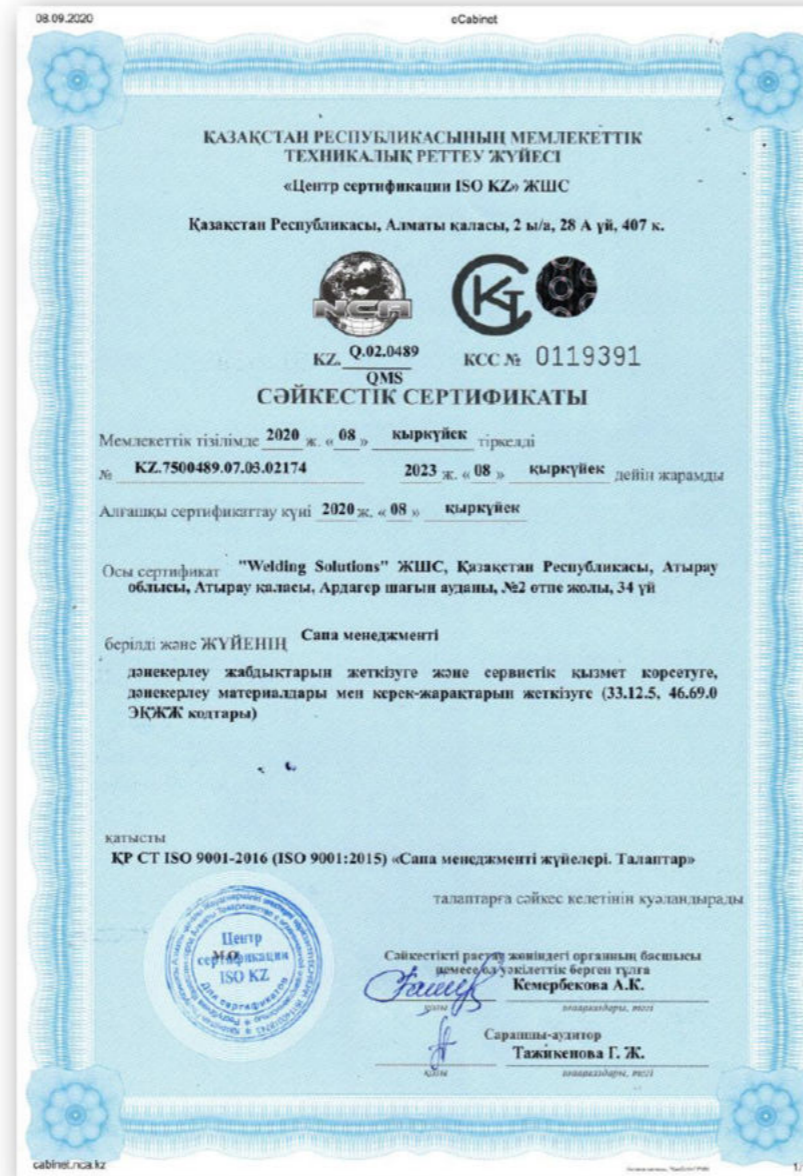 08.09.2020 eCabinet
ҚАЗАҚСТАН РЕСПУБЛИКАСЫНЫҢ МЕМЛЕКЕТТІК
ТЕХНИКАЛЫҚ РЕТТЕУ ЖҮЙЕСІ
«Центр сертификации ISO KZ» ЖШС
Қазақстан Республикасы, Алматы қаласы, 2 ы/а, 28 А үй, 407 к.
NCA
KZ. Q.02.0489 КСС № 0119391
QMS
СӘЙКЕСТІК СЕРТИФИКАТЫ
Мемлекеттік тізілімде 2020 ж. « 08 » қыркүйек тіркелді
№ KZ.7500489.07.03.02174 2023 ж. « 08 » қыркүйек дейін жарамды
Алғашқы сертификаттау күні 2020 ж. « 08 » қыркүйек
Осы сертификат "Welding Solutions" ЖШС, Қазақстан Республикасы, Атырау
облысы, Атырау қаласы, Ардагер шағын ауданы, №2 өтпе жолы, 34 үй
берілді және ЖҮЙЕНІҢ Сапа менеджменті
дәнекерлеу жабдықтарын жеткізуге және сервистік қызмет көрсетуге,
дәнекерлеу материалдары мен керек-жарақтарын жеткізуге (33.12.5, 46.69.0
ЭҚЖЖ кодтары)
қатысты
ҚР СТ ISO 9001-2016 (ISO 9001:2015) «Сапа менеджменті жүйелері. Талаптар»
талаптарға сәйкес келетінін куәландырады
Центр
сертификации
ISO KZ
Для сертификатов
М.О.
Сәйкестікті растау жөніндегі органның басшысы
немесе ол уәкілеттік берген тұлға
Кемербекова А.К.
қолы
Сарапшы-аудитор
Тажикенова Г. Ж.
қолы
cabinet.nca.kz